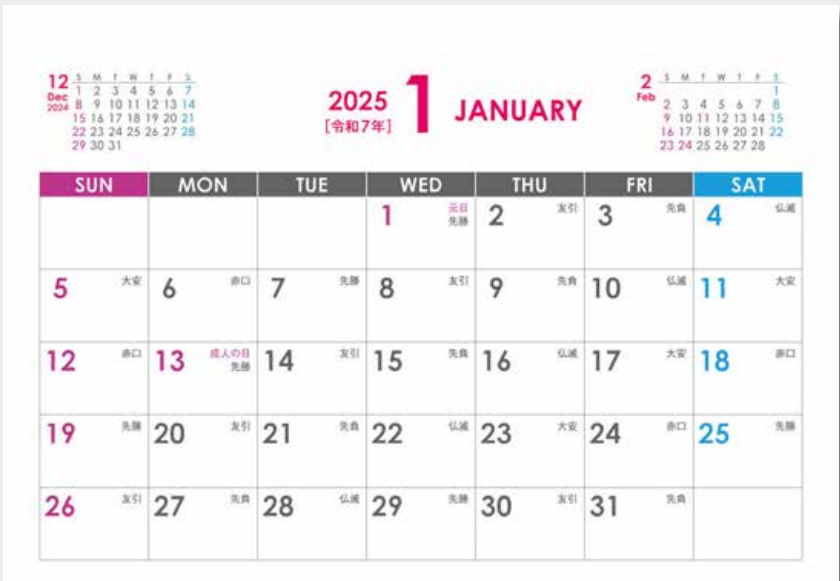 12
Dec
2024
S M T W T F S
1 2 3 4 5 6 7
8 9 10 11 12 13 14
15 16 17 18 19 20 21
22 23 24 25 26 27 28
29 30 31
2025
[令和7年]
1
JANUARY
2
Feb
S M T W T F S
1
2 3 4 5 6 7 8
9 10 11 12 13 14 15
16 17 18 19 20 21 22
23 24 25 26 27 28
SUN MON TUE WED THU FRI SAT
1 元日 先勝 2 友引 3 先負 4 仏滅
5 大安 6 赤口 7 先勝 8 友引 9 先負 10 仏滅 11 大安
12 赤口 13 成人の日 先勝 14 友引 15 先負 16 仏滅 17 大安 18 赤口
19 先勝 20 友引 21 先負 22 仏滅 23 大安 24 赤口 25 先勝
26 友引 27 先負 28 仏滅 29 先勝 30 友引 31 先負